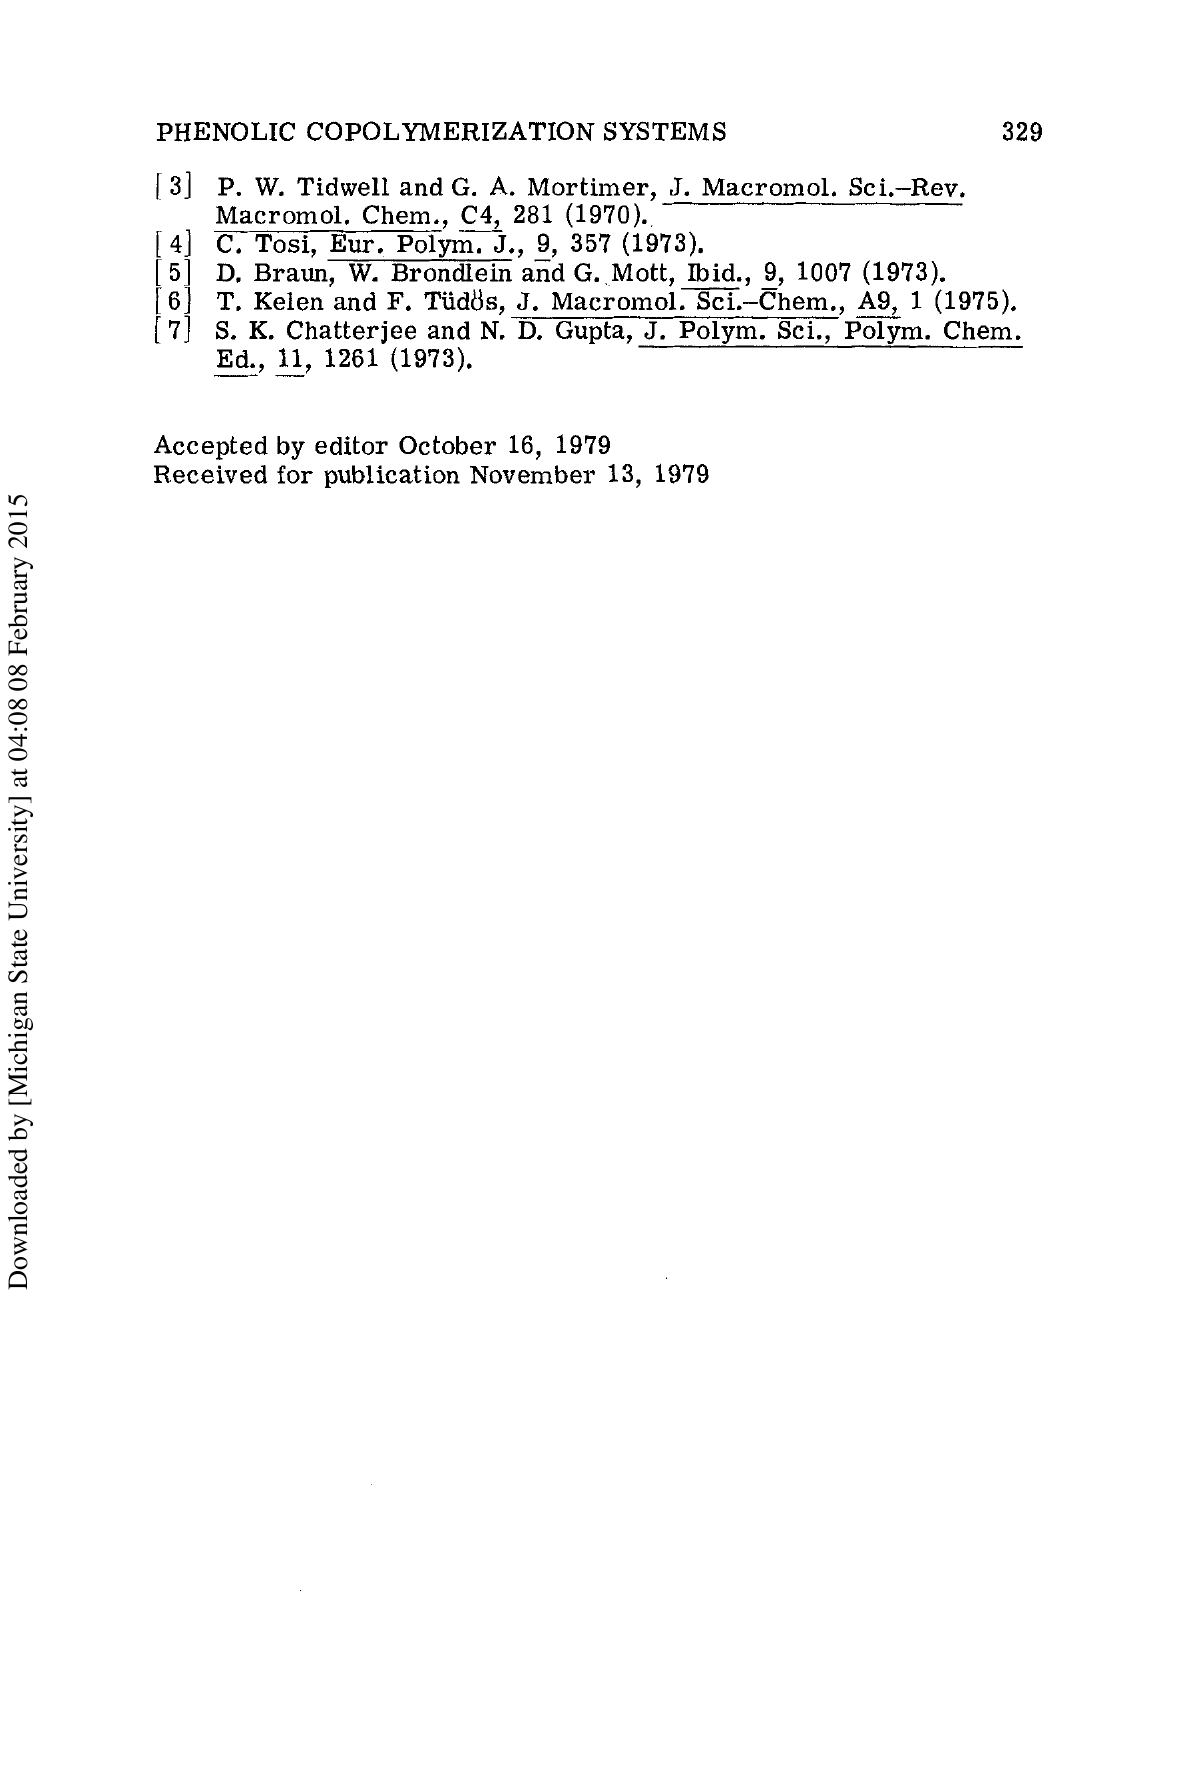 PHENOLIC COPOLYMERIZATION SYSTEMS 329
[3] P. W. Tidwell and G. A. Mortimer, J. Macromol. Sci.–Rev.
Macromol. Chem., C4, 281 (1970).
[4] C. Tosi, Eur. Polym. J., 9, 357 (1973).
[5] D. Braun, W. Brondlein and G. Mott, Ibid., 9, 1007 (1973).
[6] T. Kelen and F. Tüdös, J. Macromol. Sci.–Chem., A9, 1 (1975).
[7] S. K. Chatterjee and N. D. Gupta, J. Polym. Sci., Polym. Chem.
Ed., 11, 1261 (1973).
Accepted by editor October 16, 1979
Received for publication November 13, 1979
Downloaded by [Michigan State University] at 04:08 08 February 2015